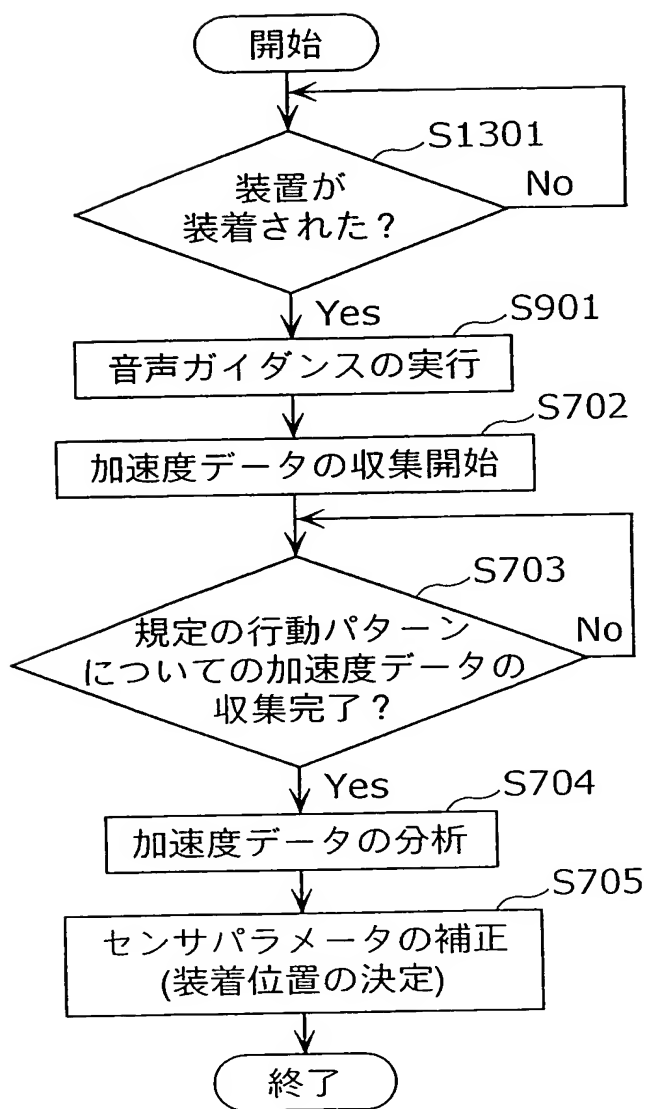 開始
S1301
装置が
装着された？
No
Yes
S901
音声ガイダンスの実行
S702
加速度データの収集開始
S703
規定の行動パターン
についての加速度データの
収集完了？
No
Yes
S704
加速度データの分析
S705
センサパラメータの補正
(装着位置の決定)
終了